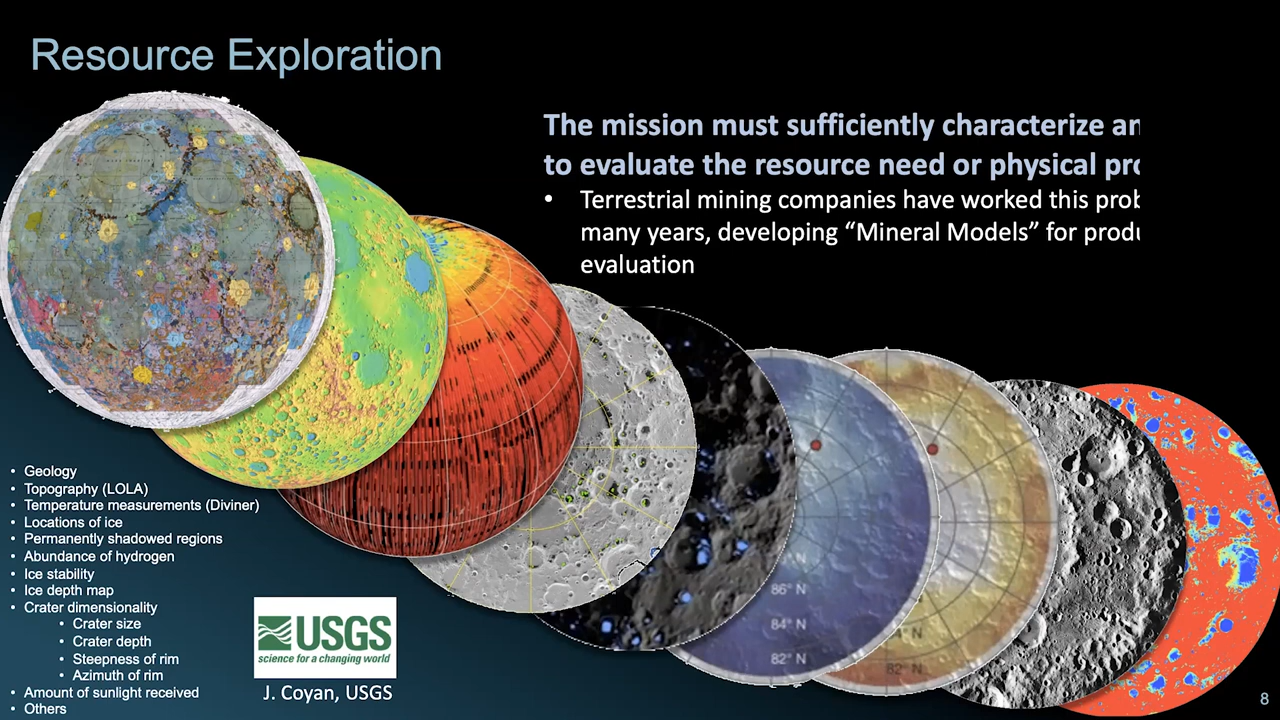 Resource Exploration
The mission must sufficiently characterize an
to evaluate the resource need or physical pro
• Terrestrial mining companies have worked this prob
many years, developing “Mineral Models” for produ
evaluation
• Geology
• Topography (LOLA)
• Temperature measurements (Diviner)
• Locations of ice
• Permanently shadowed regions
• Abundance of hydrogen
• Ice stability
• Ice depth map
• Crater dimensionality
• Crater size
• Crater depth
• Steepness of rim
• Azimuth of rim
• Amount of sunlight received
• Others
USGS
science for a changing world
J. Coyan, USGS
86° N
84° N
82° N
82° N
8